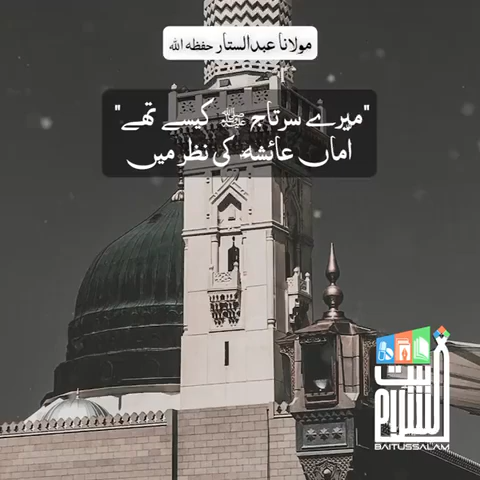 مولانا عبدالستار حفظہ اللہ
"میرے سرتاج ﷺ کیسے تھے"
اماں عائشہؓ کی نظر میں
بیت السلام
BAITUSSALAM